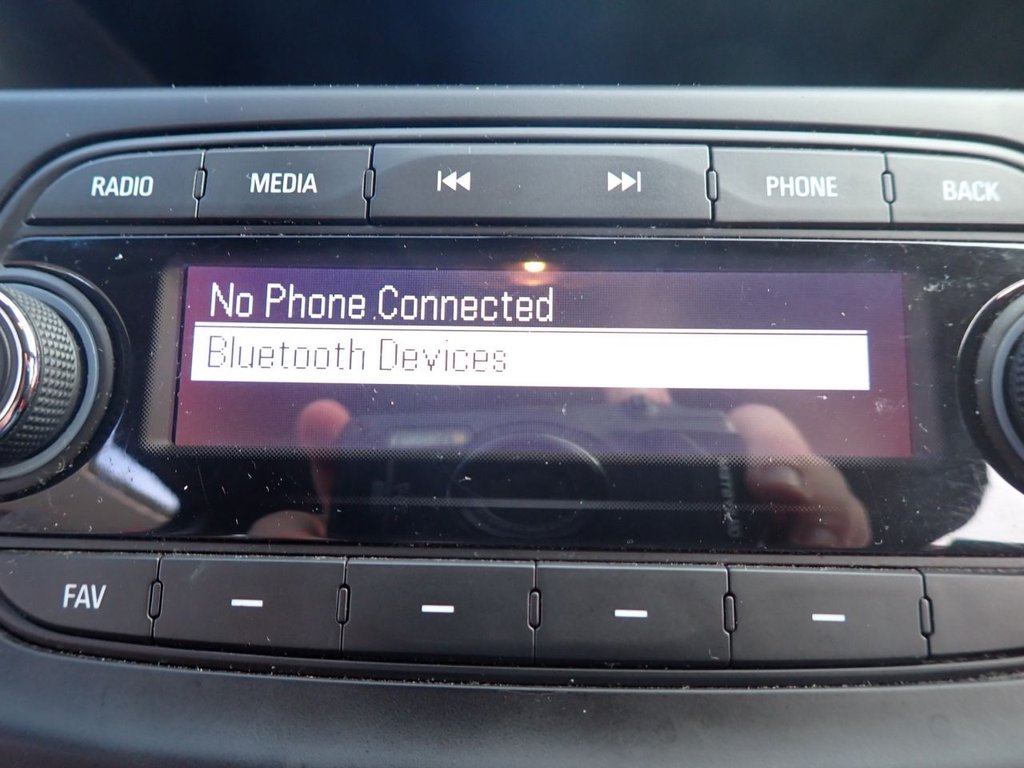 RADIO
MEDIA
PHONE
BACK
No Phone Connected
Bluetooth Devices
FAV